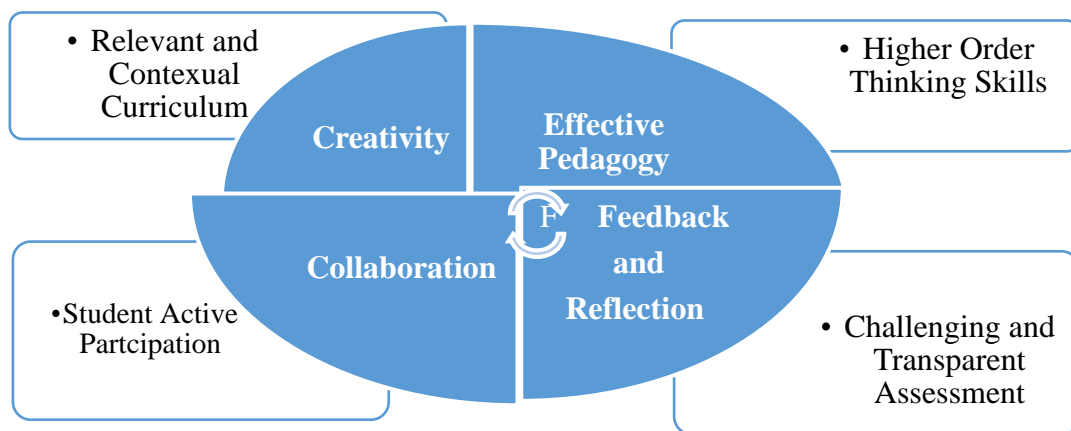 • Relevant and
Contexual
Curriculum
• Higher Order
Thinking Skills
Creativity
Effective
Pedagogy
Collaboration
F
Feedback
and
Reflection
•Student Active
Partcipation
• Challenging and
Transparent
Assessment